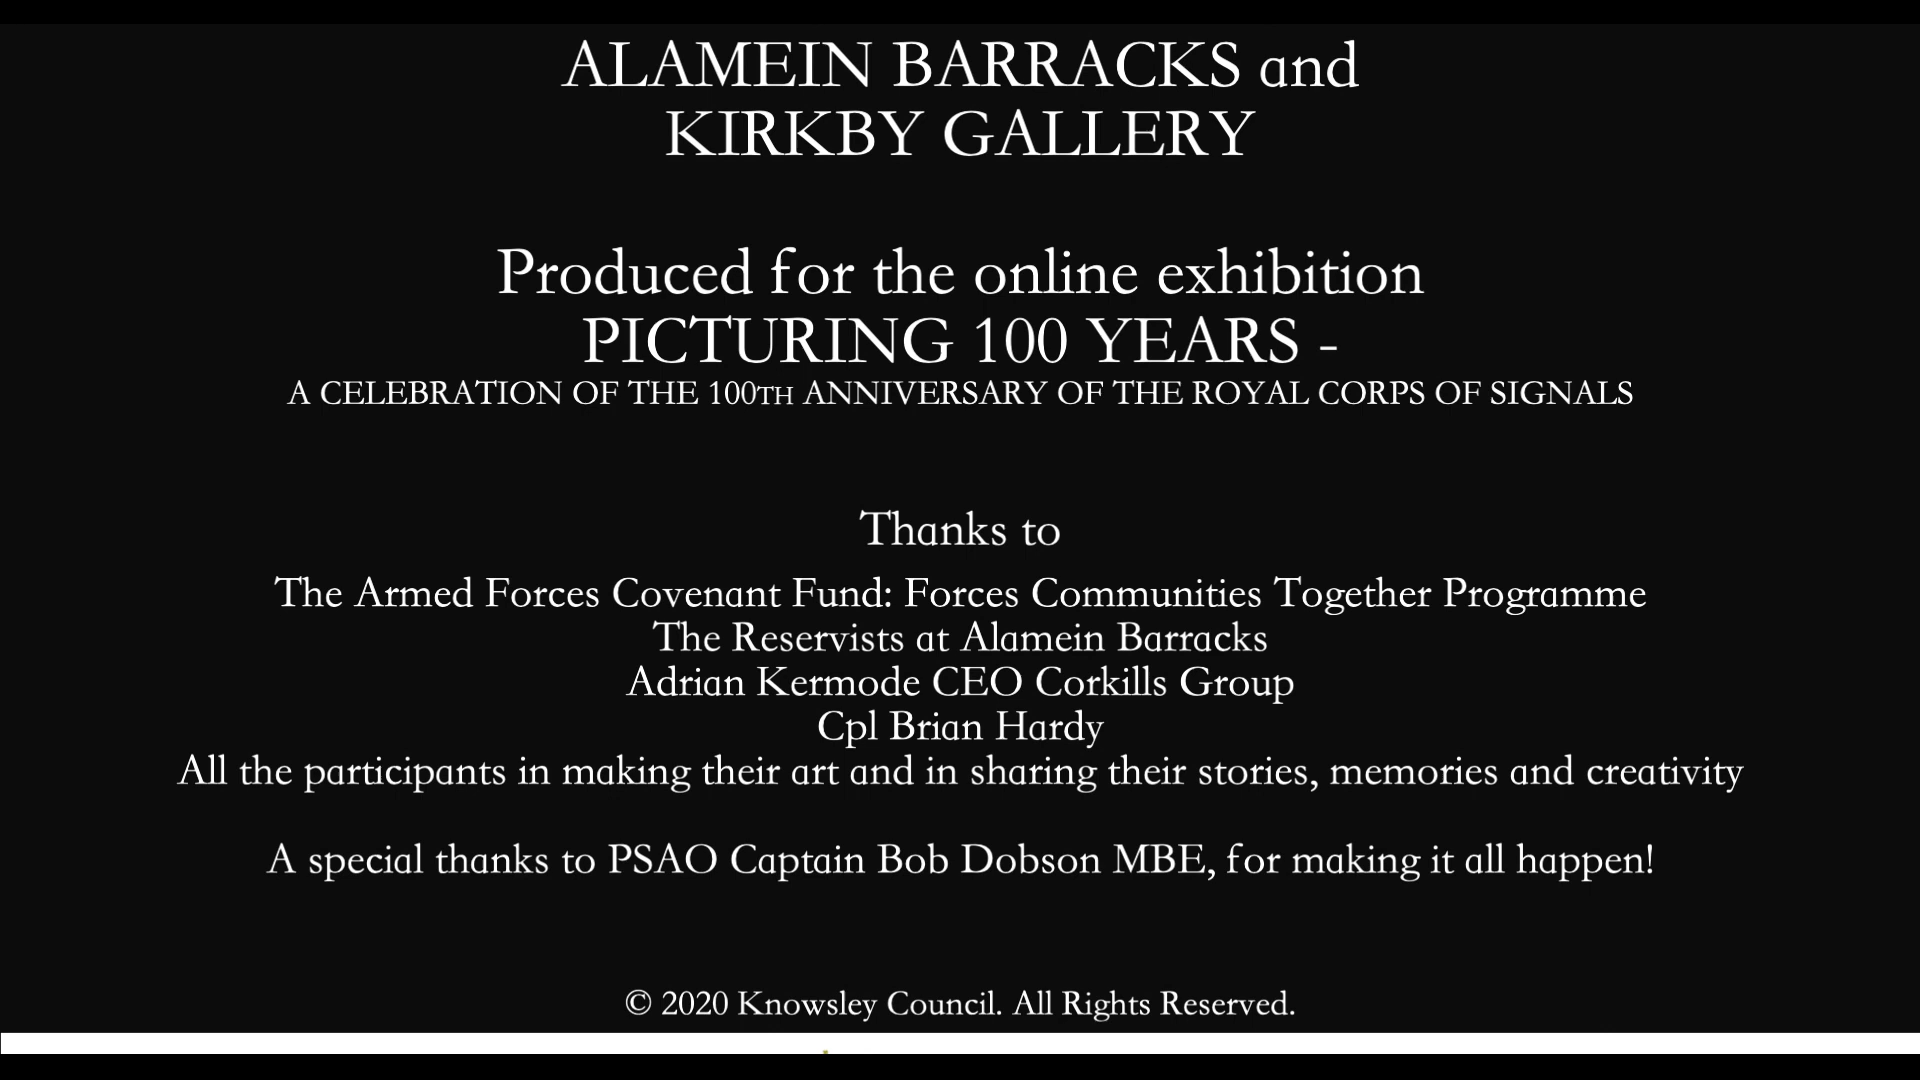 ALAMEIN BARRACKS and
KIRKBY GALLERY
Produced for the online exhibition
PICTURING 100 YEARS -
A CELEBRATION OF THE 100TH ANNIVERSARY OF THE ROYAL CORPS OF SIGNALS
Thanks to
The Armed Forces Covenant Fund: Forces Communities Together Programme
The Reservists at Alamein Barracks
Adrian Kermode CEO Corkills Group
Cpl Brian Hardy
All the participants in making their art and in sharing their stories, memories and creativity
A special thanks to PSAO Captain Bob Dobson MBE, for making it all happen!
© 2020 Knowsley Council. All Rights Reserved.